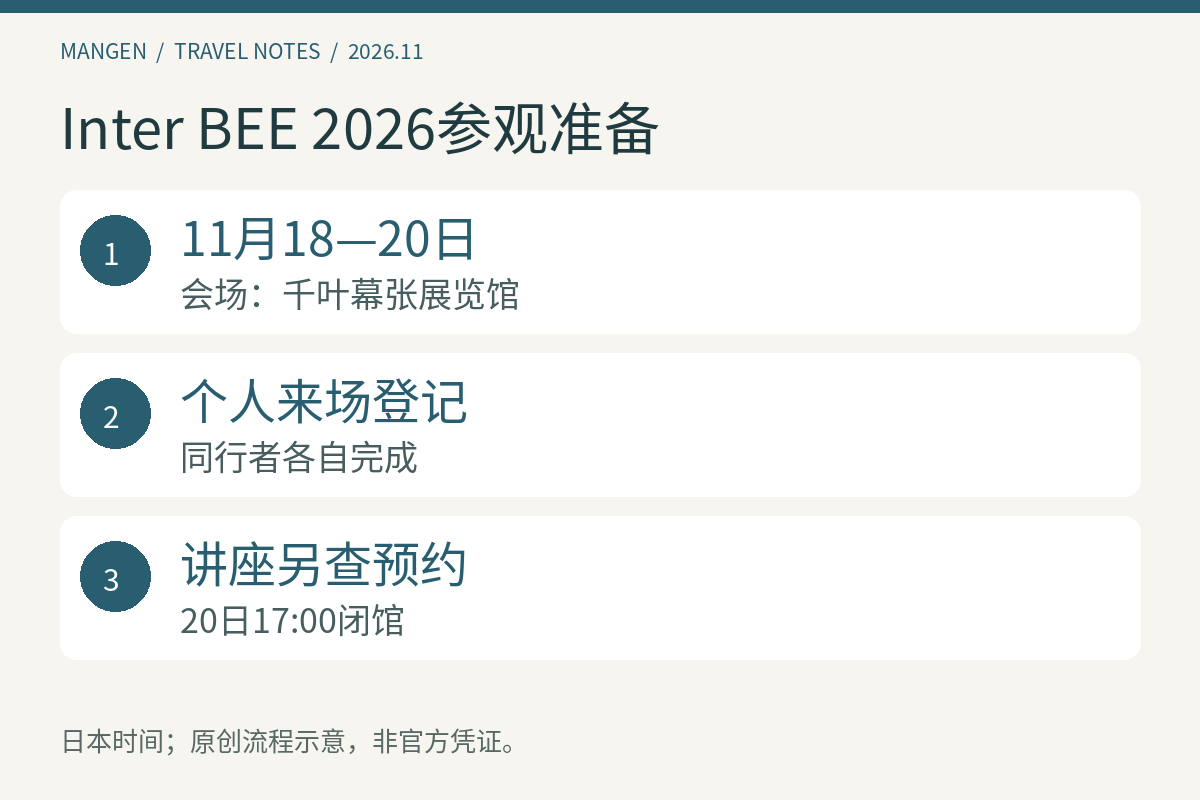 MANGEN / TRAVEL NOTES / 2026.11
Inter BEE 2026参观准备
1
11月18—20日
会场：千叶幕张展览馆
2
个人来场登记
同行者各自完成
3
讲座另查预约
20日17:00闭馆
日本时间；原创流程示意，非官方凭证。